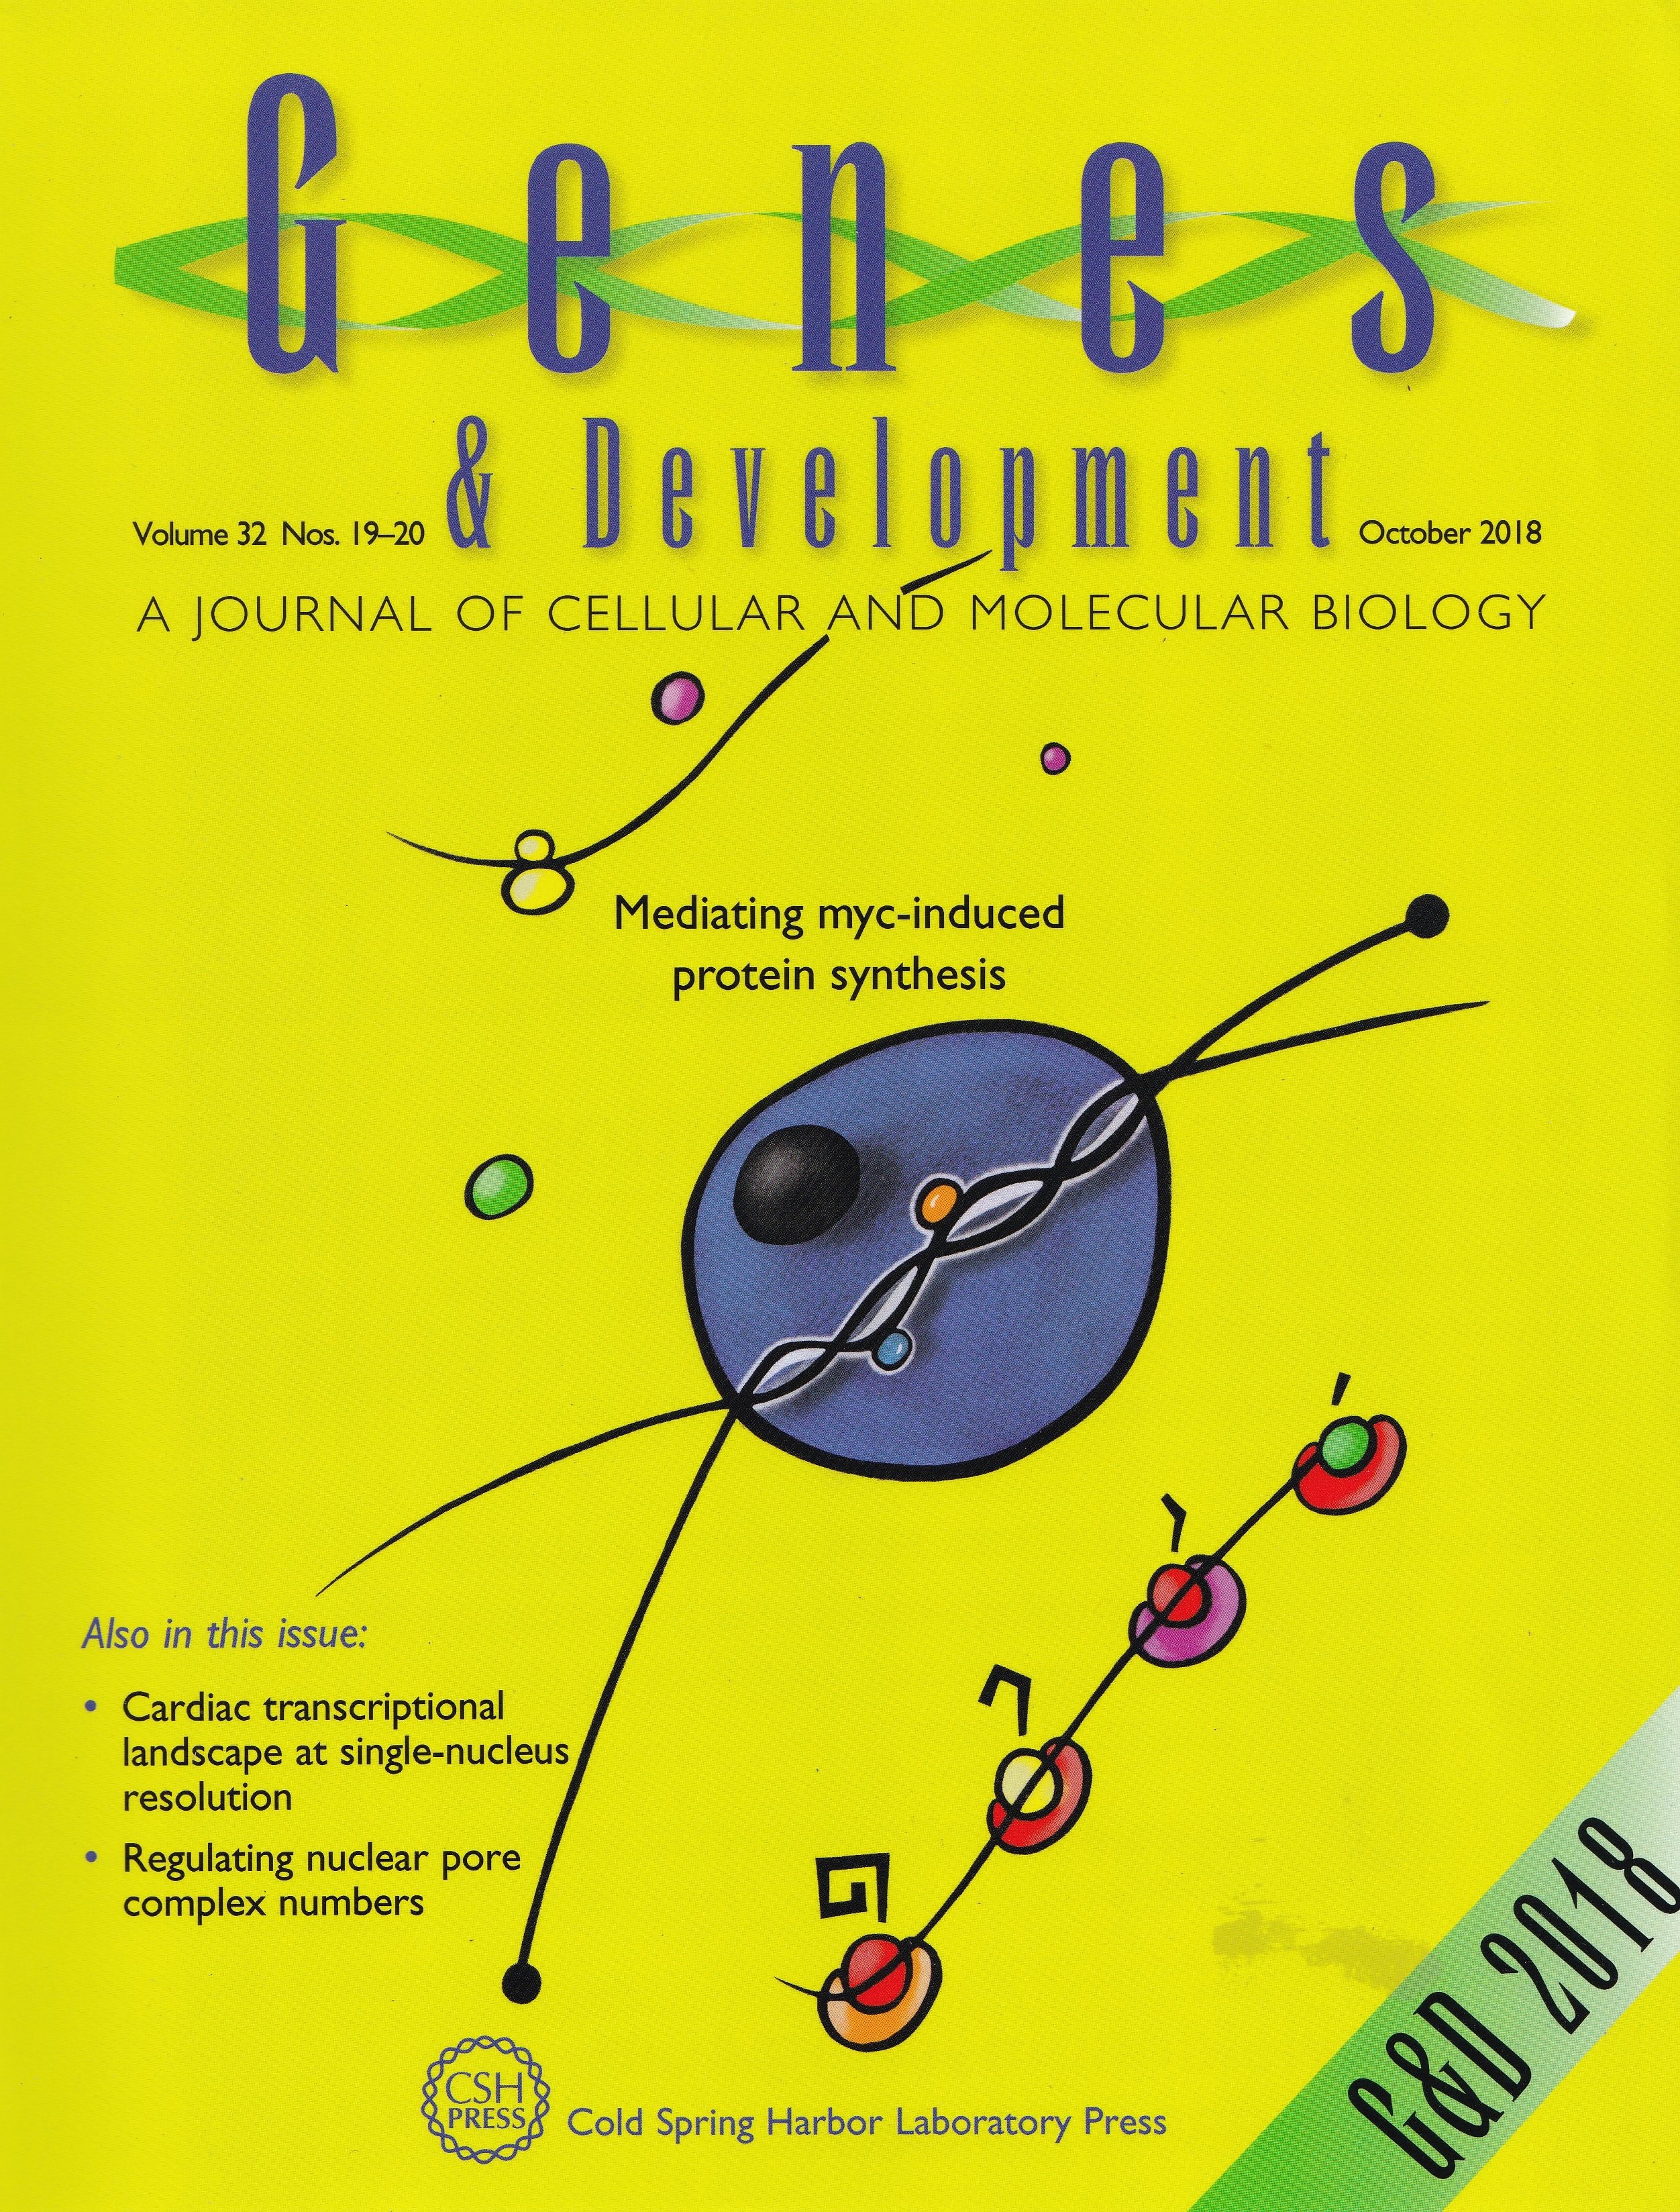 Genes
& Development
Volume 32 Nos. 19–20
October 2018
A JOURNAL OF CELLULAR AND MOLECULAR BIOLOGY
Mediating myc-induced
protein synthesis
Also in this issue:
• Cardiac transcriptional
landscape at single-nucleus
resolution
• Regulating nuclear pore
complex numbers
G&D 2018
CSH
PRESS
Cold Spring Harbor Laboratory Press